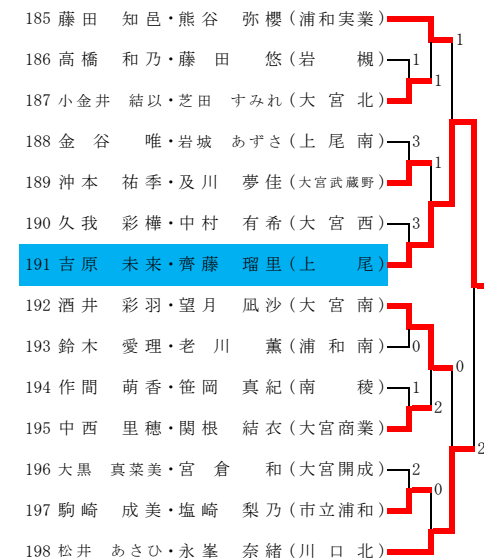 185 藤田 知邑・熊谷 弥櫻(浦和実業)
1
186 高橋 和乃・藤田 悠(岩槻) 1
1
187 小金井 結以・芝田 すみれ(大宮北)
188 金谷 唯・岩城 あずさ(上尾南) 3
1
189 沖本 祐季・及川 夢佳(大宮武蔵野)
190 久我 彩樺・中村 有希(大宮西) 3
191 吉原 未来・齊藤 瑠里(上尾)
192 酒井 彩羽・望月 凪沙(大宮南)
193 鈴木 愛理・老川 薫(浦和南) 0
0
194 作間 萌香・笹岡 真紀(南稜) 1
2
195 中西 里穂・関根 結衣(大宮商業)
2
196 大黒 真菜美・宮倉 和(大宮開成) 2
0
197 駒崎 成美・塩崎 梨乃(市立浦和)
198 松井 あさひ・永峯 奈緒(川口北)